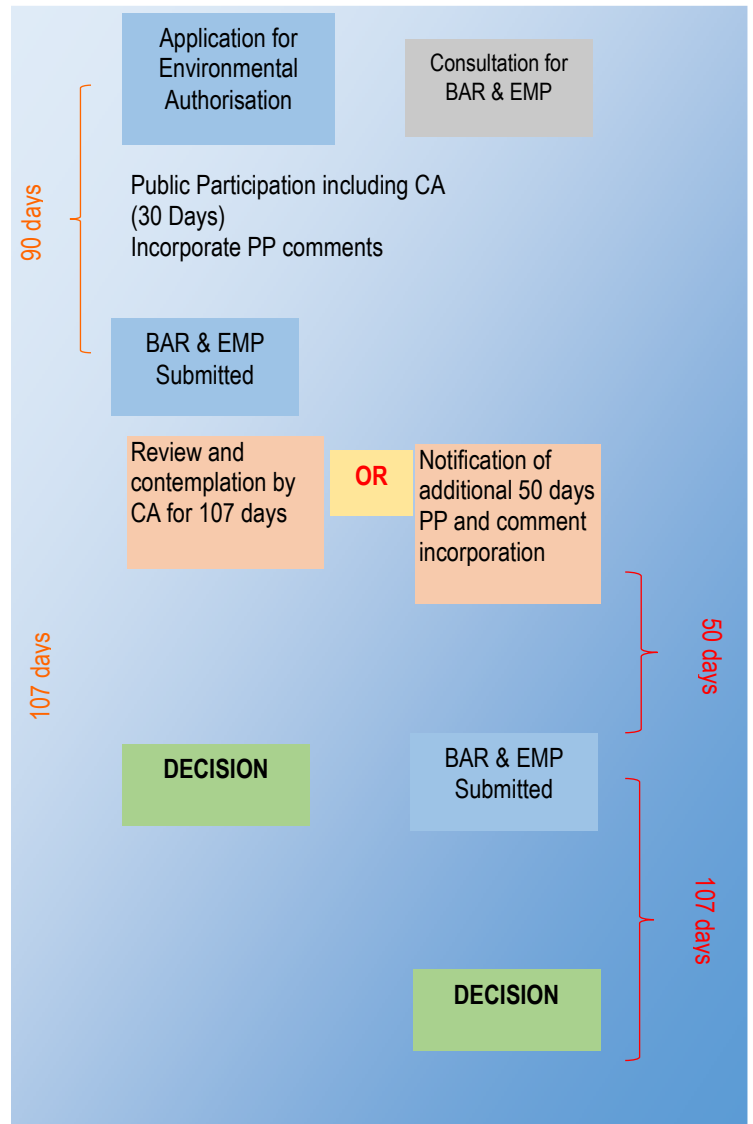 Application for
Environmental
Authorisation
Consultation for
BAR & EMP
90 days
Public Participation including CA
(30 Days)
Incorporate PP comments
BAR & EMP
Submitted
Review and
contemplation by
CA for 107 days
OR
Notification of
additional 50 days
PP and comment
incorporation
107 days
50 days
DECISION
BAR & EMP
Submitted
107 days
DECISION